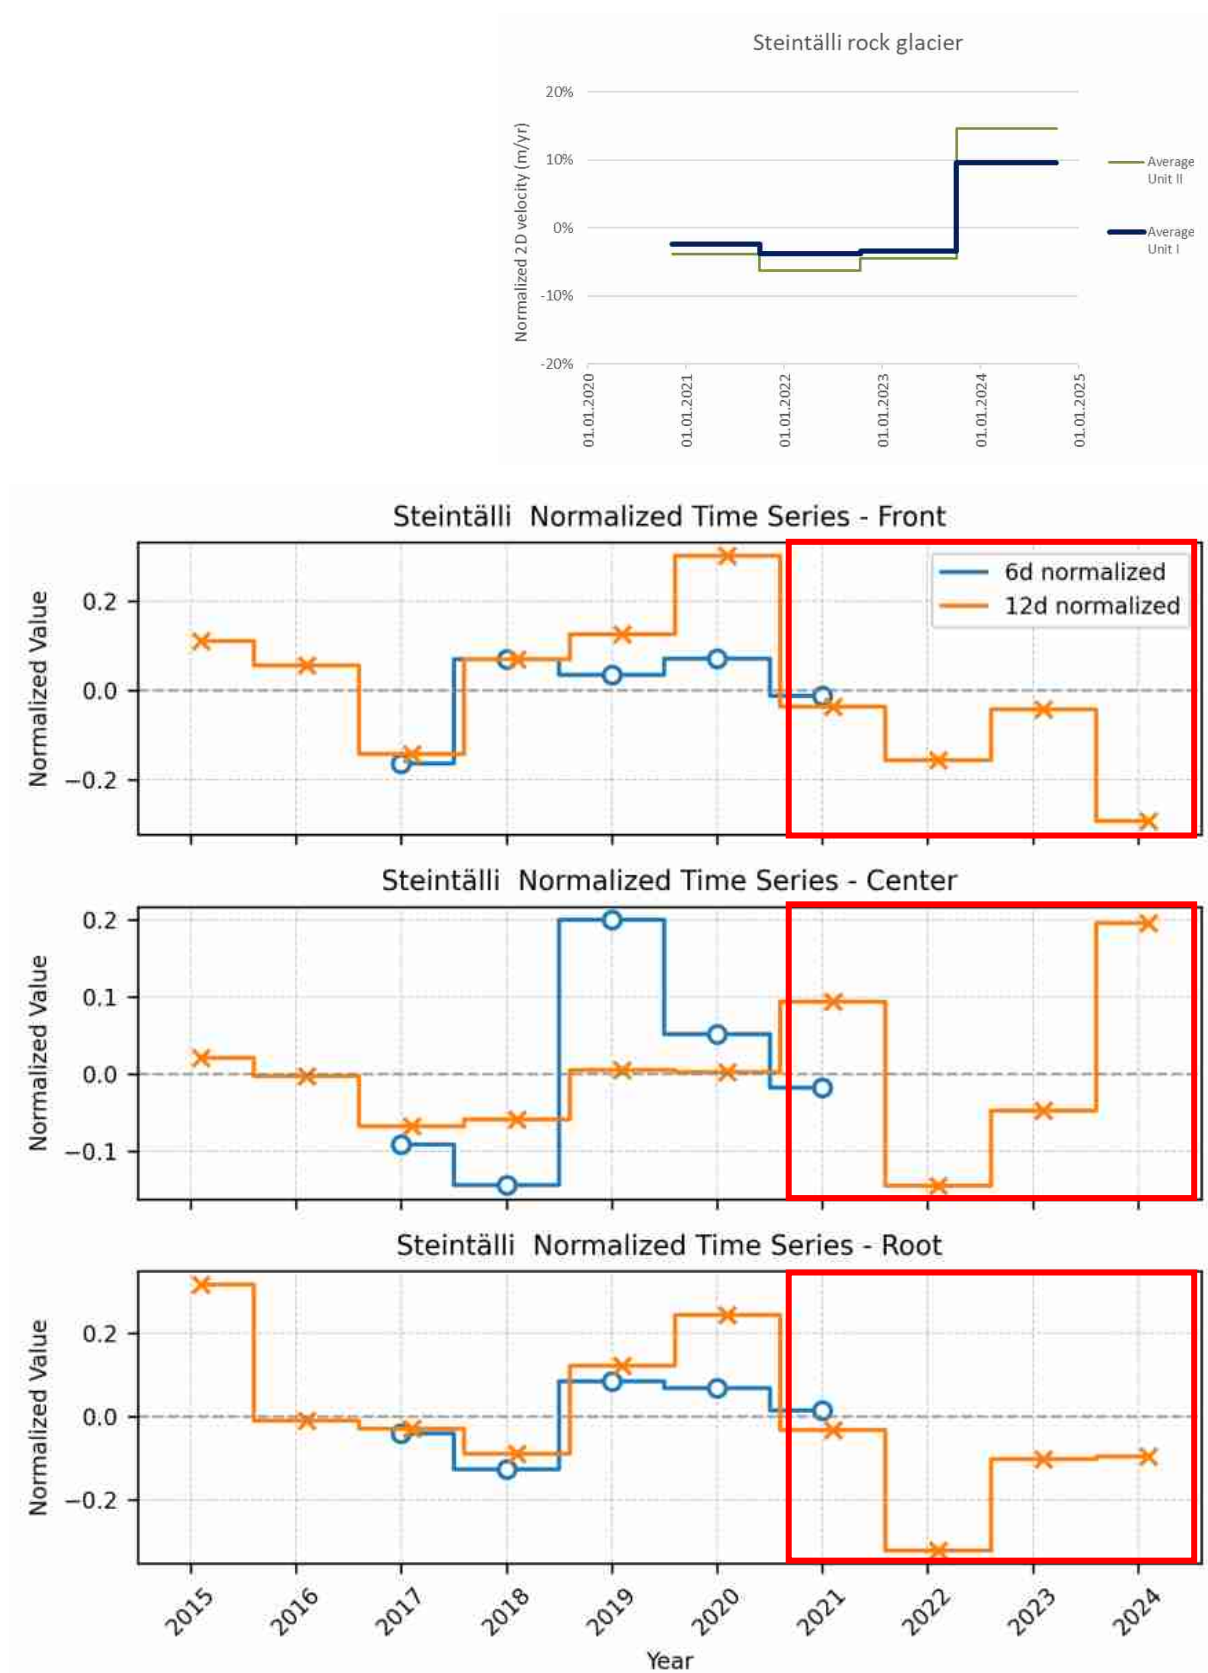 Steintälli rock glacier
Normalized 2D velocity (m/yr)
20%
10%
0%
-10%
-20%
01.01.2020
01.01.2021
01.01.2022
01.01.2023
01.01.2024
01.01.2025
Average
Unit II
Average
Unit I
Steintälli  Normalized Time Series - Front
Normalized Value
0.2
0.0
−0.2
6d normalized
12d normalized
Steintälli  Normalized Time Series - Center
Normalized Value
0.2
0.1
0.0
−0.1
Steintälli  Normalized Time Series - Root
Normalized Value
0.2
0.0
−0.2
2015
2016
2017
2018
2019
2020
2021
2022
2023
2024
Year